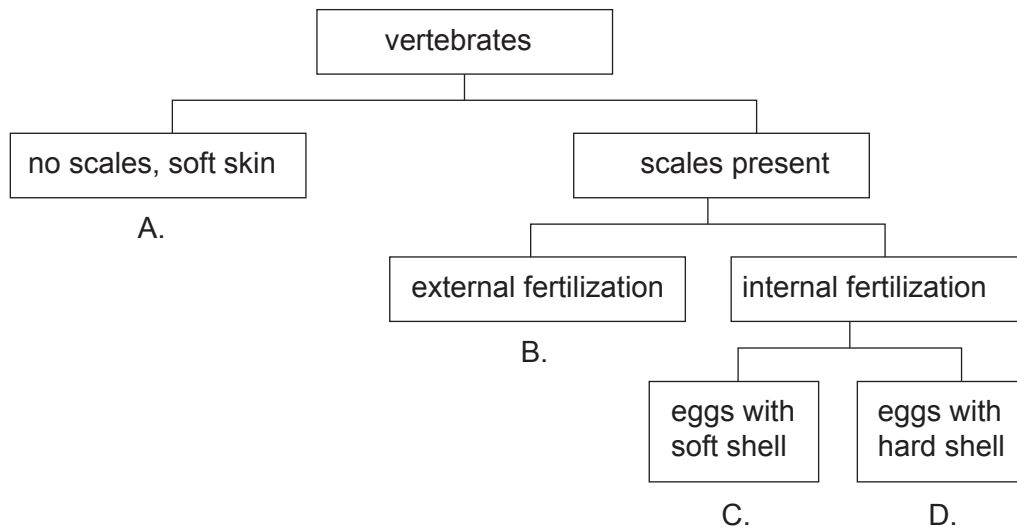 vertebrates
no scales, soft skin
scales present
A.
external fertilization
internal fertilization
B.
eggs with
soft shell
eggs with
hard shell
C.
D.